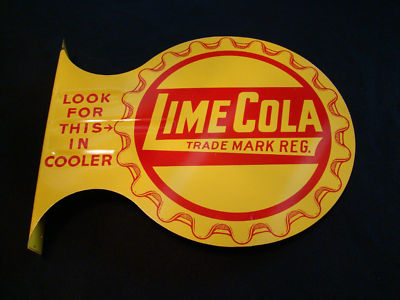 LOOK
FOR
THIS→
IN
COOLER
LIME COLA
TRADE MARK REG.